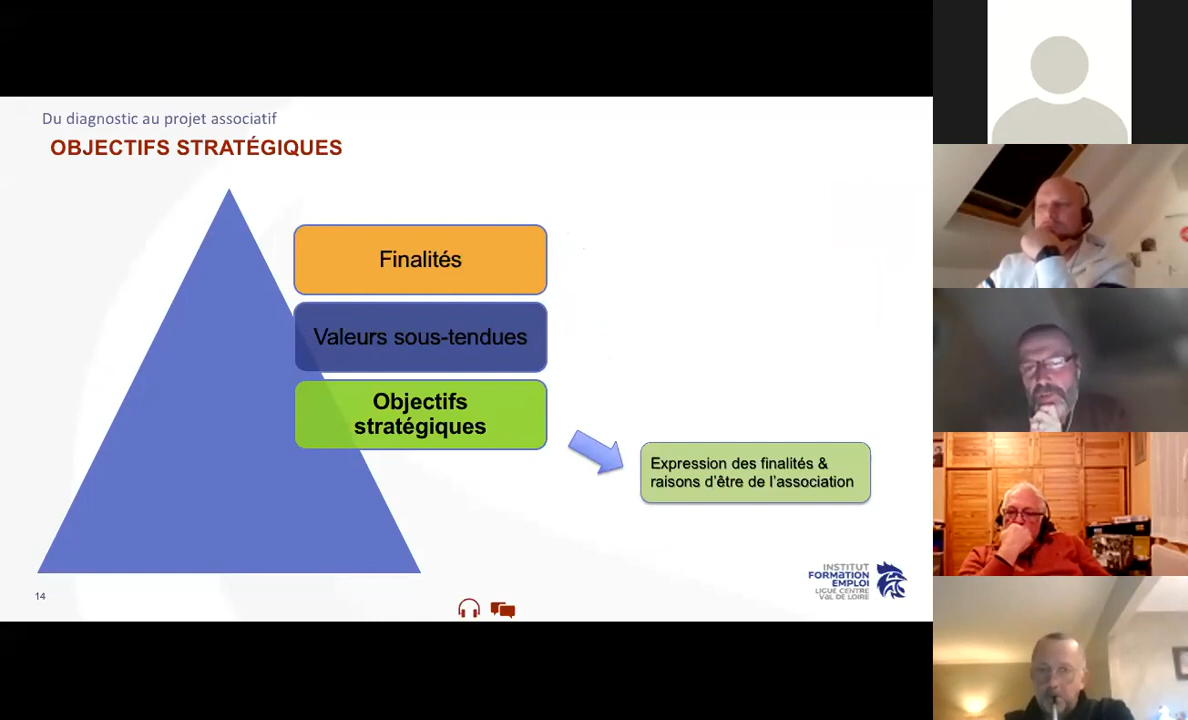 Du diagnostic au projet associatif
OBJECTIFS STRATÉGIQUES
Finalités
Valeurs sous-tendues
Objectifs
stratégiques
Expression des finalités &
raisons d'être de l'association
INSTITUT
FORMATION
EMPLOI
LIGUE CENTRE
VAL DE LOIRE
14